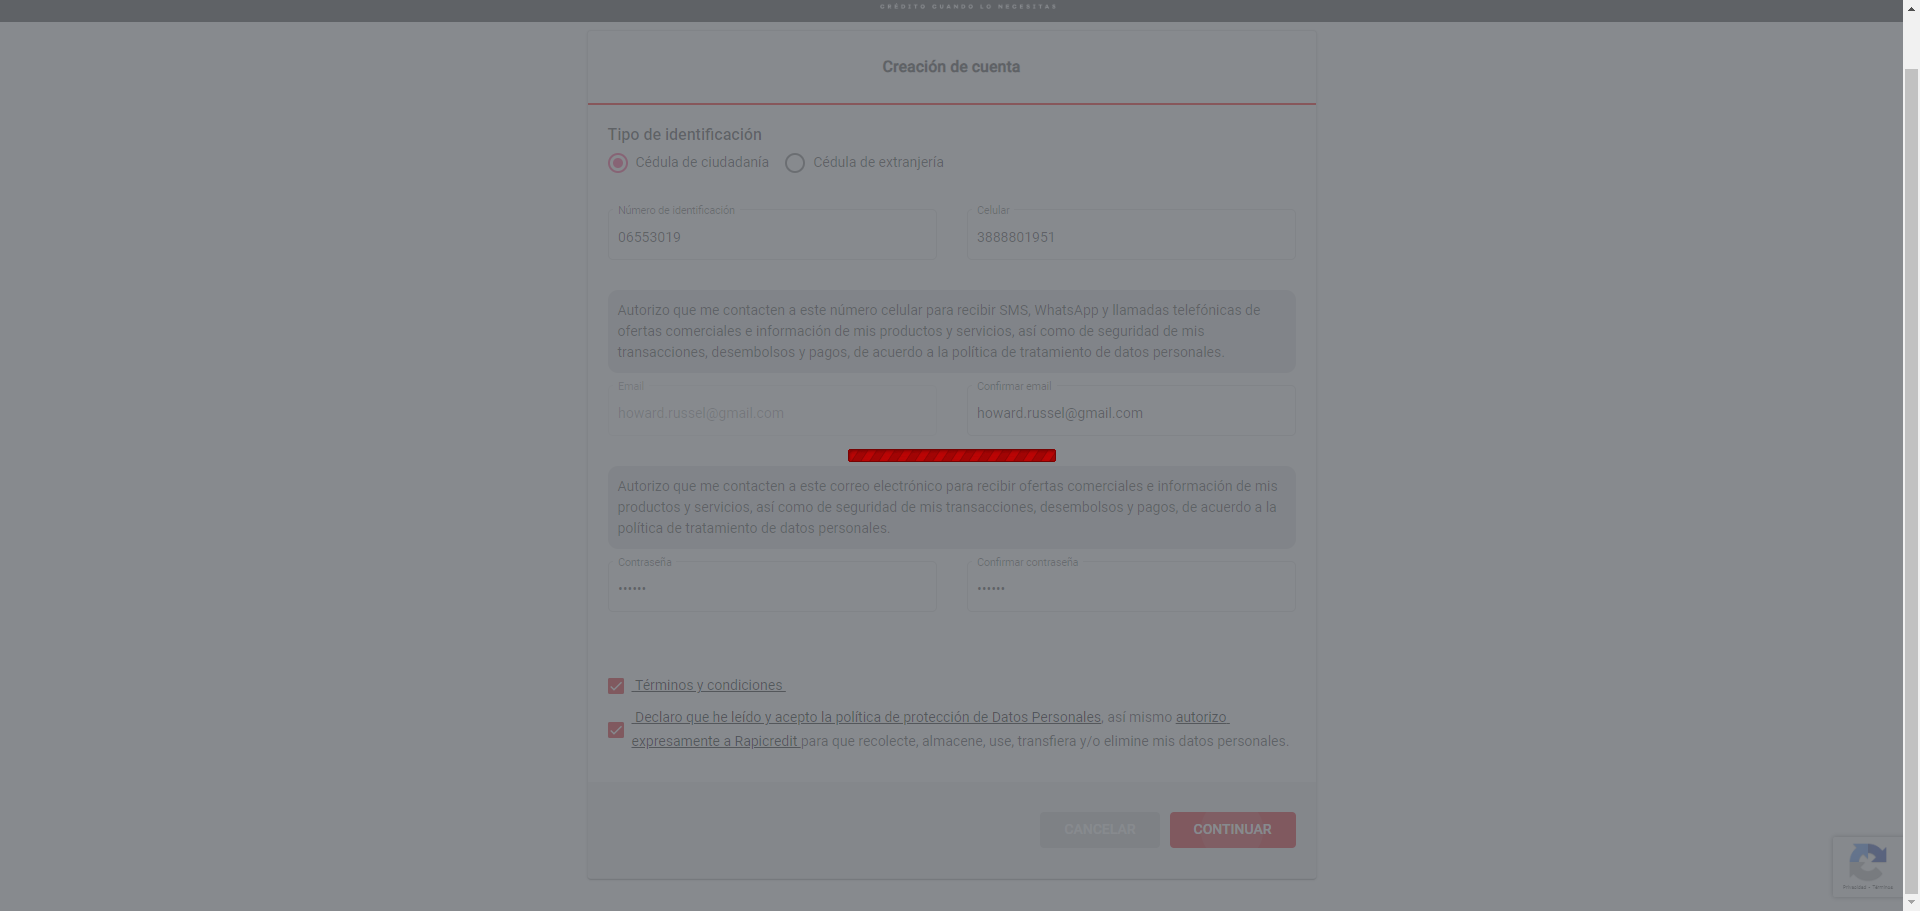 CRÉDITO CUANDO LO NECESITAS
Creación de cuenta
Tipo de identificación
Cédula de ciudadanía
Cédula de extranjería
Número de identificación
Celular
06553019
3888801951
Autorizo que me contacten a este número celular para recibir SMS, WhatsApp y llamadas telefónicas de
ofertas comerciales e información de mis productos y servicios, así como de seguridad de mis
transacciones, desembolsos y pagos, de acuerdo a la política de tratamiento de datos personales.
Email
Confirmar email
howard.russel@gmail.com
howard.russel@gmail.com
Autorizo que me contacten a este correo electrónico para recibir ofertas comerciales e información de mis
productos y servicios, así como de seguridad de mis transacciones, desembolsos y pagos, de acuerdo a la
política de tratamiento de datos personales.
Contraseña
Confirmar contraseña
••••••
••••••
Términos y condiciones
Declaro que he leído y acepto la política de protección de Datos Personales, así mismo autorizo
expresamente a Rapicredit para que recolecte, almacene, use, transfiera y/o elimine mis datos personales.
CANCELAR
CONTINUAR
Privacidad - Términos